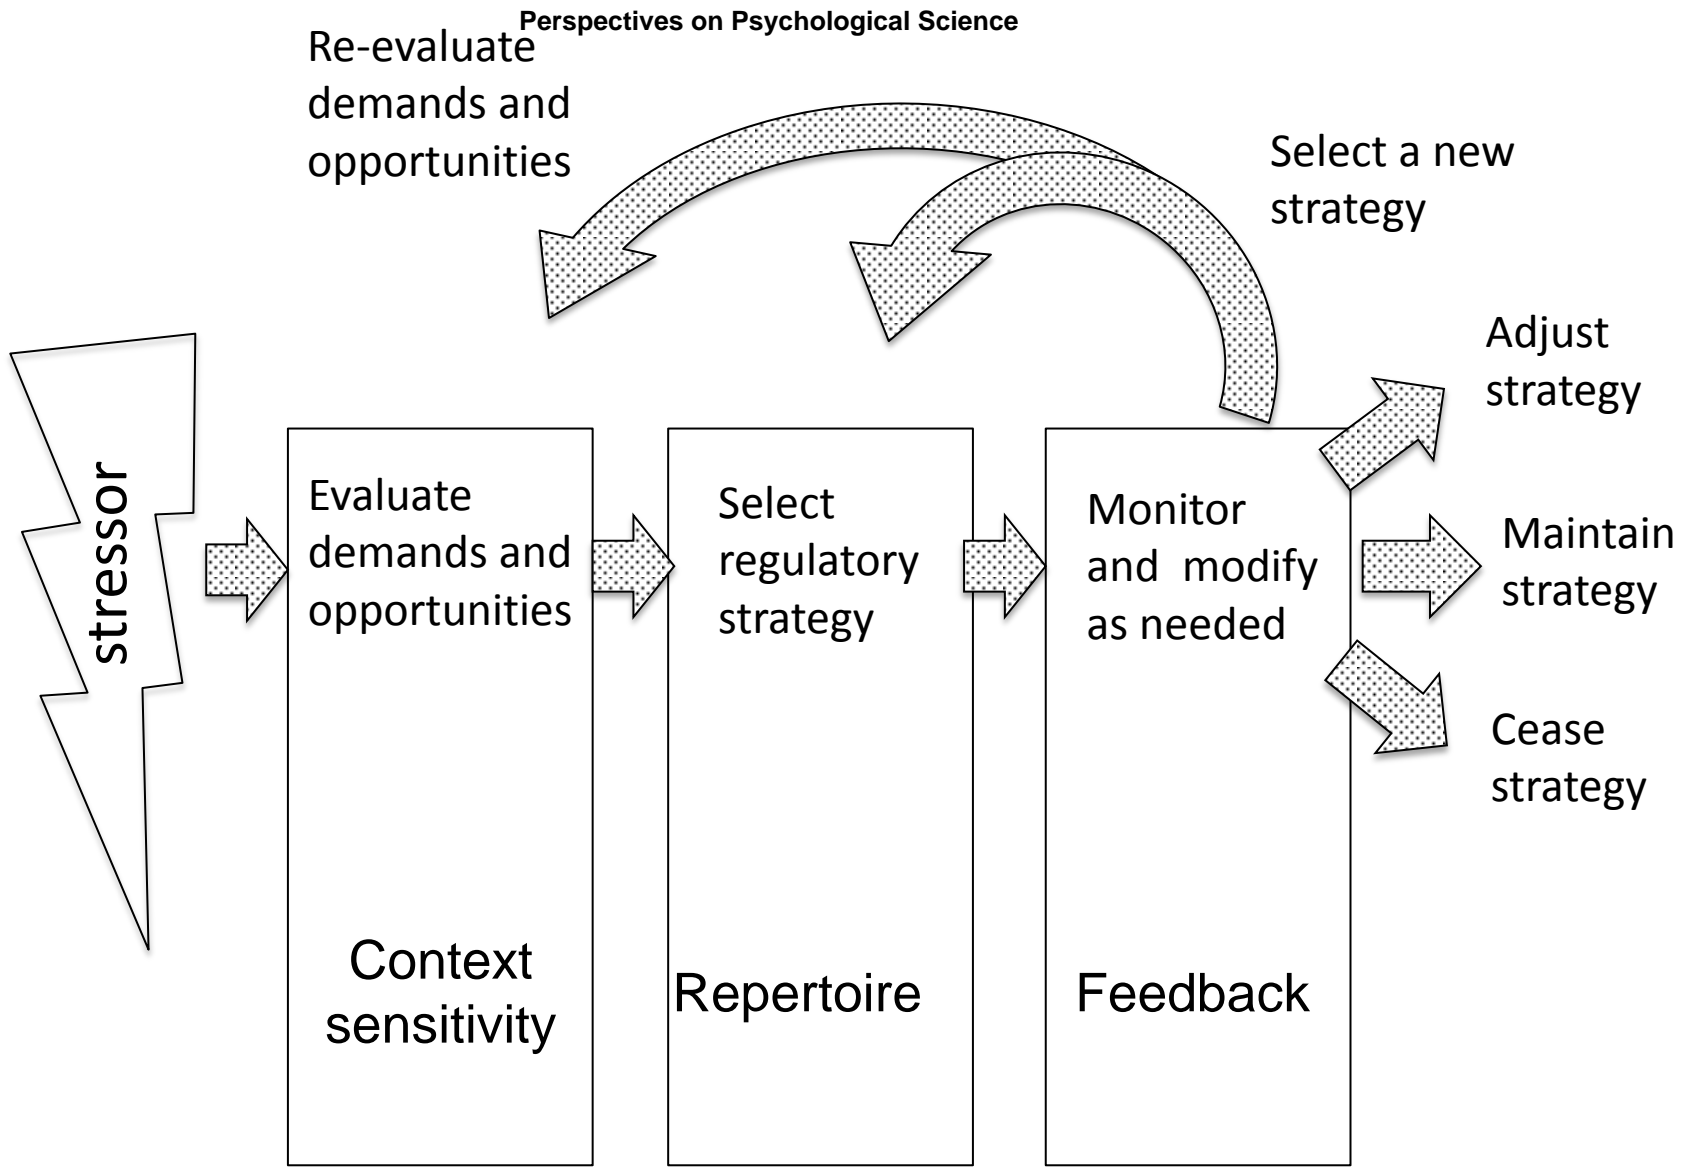 Perspectives on Psychological Science
Re-evaluate
demands and
opportunities
Select a new
strategy
Adjust
strategy
stressor
Evaluate
demands and
opportunities
Select
regulatory
strategy
Monitor
and modify
as needed
Maintain
strategy
Cease
strategy
Context
sensitivity
Repertoire
Feedback